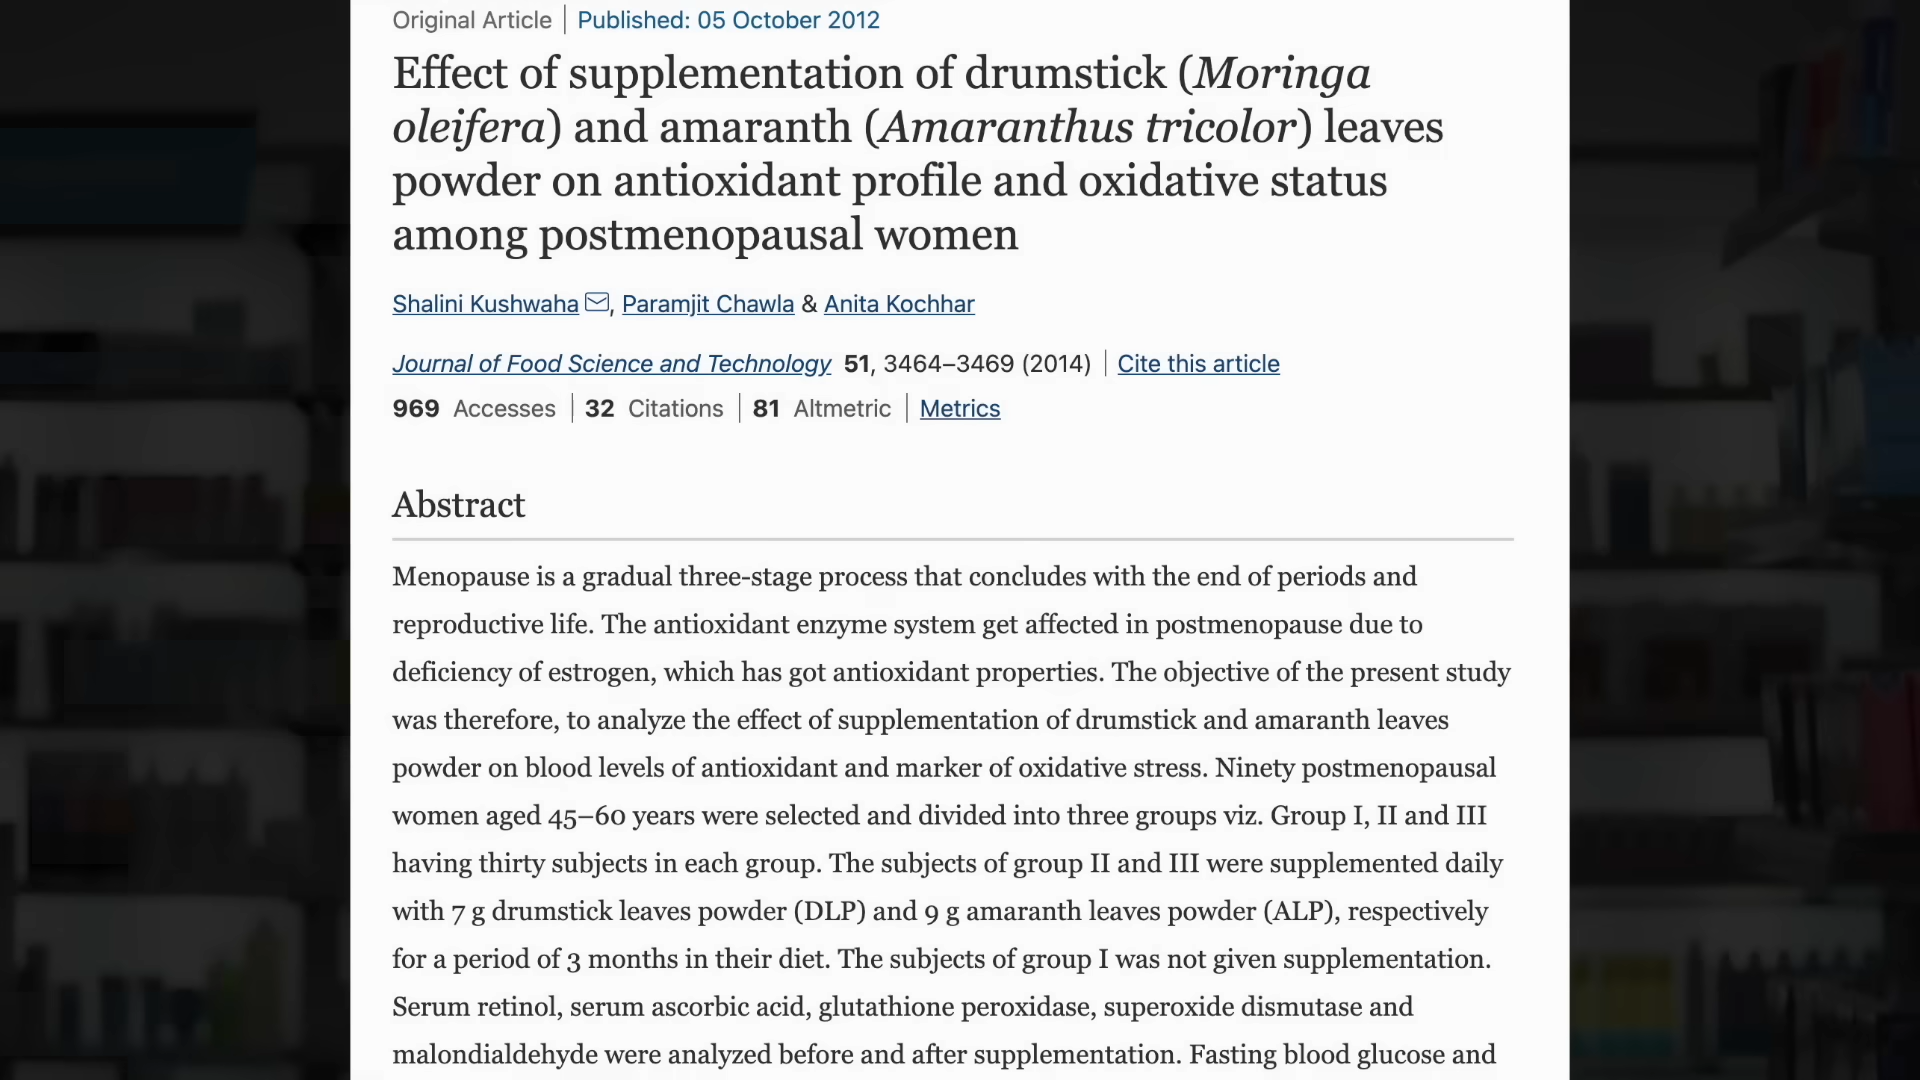 Original Article | Published: 05 October 2012
Effect of supplementation of drumstick (Moringa
oleifera) and amaranth (Amaranthus tricolor) leaves
powder on antioxidant profile and oxidative status
among postmenopausal women
Shalini Kushwaha, Paramjit Chawla & Anita Kochhar
Journal of Food Science and Technology 51, 3464–3469 (2014) | Cite this article
969 Accesses | 32 Citations | 81 Altmetric | Metrics
Abstract
Menopause is a gradual three-stage process that concludes with the end of periods and
reproductive life. The antioxidant enzyme system get affected in postmenopause due to
deficiency of estrogen, which has got antioxidant properties. The objective of the present study
was therefore, to analyze the effect of supplementation of drumstick and amaranth leaves
powder on blood levels of antioxidant and marker of oxidative stress. Ninety postmenopausal
women aged 45–60 years were selected and divided into three groups viz. Group I, II and III
having thirty subjects in each group. The subjects of group II and III were supplemented daily
with 7 g drumstick leaves powder (DLP) and 9 g amaranth leaves powder (ALP), respectively
for a period of 3 months in their diet. The subjects of group I was not given supplementation.
Serum retinol, serum ascorbic acid, glutathione peroxidase, superoxide dismutase and
malondialdehyde were analyzed before and after supplementation. Fasting blood glucose and